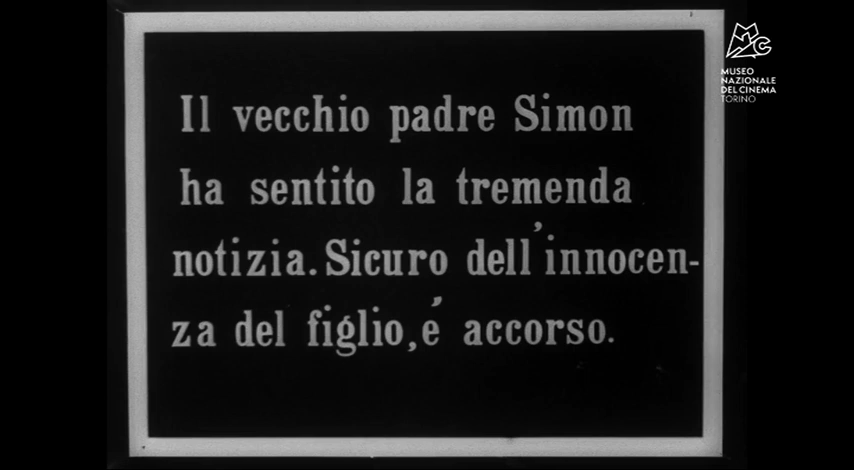 Il vecchio padre Simon
ha sentito la tremenda
notizia. Sicuro dell'innocen-
za del figlio, é accorso.
MUSEO
NAZIONALE
DEL CINEMA
TORINO